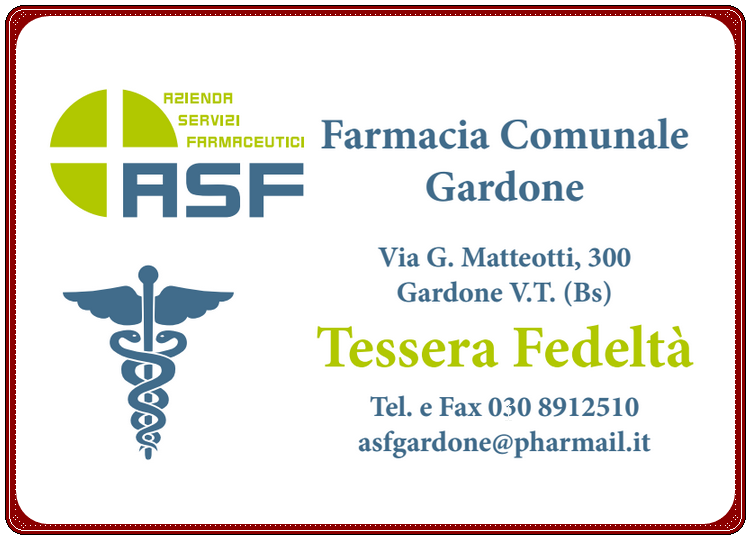 AZIENDA
SERVIZI
FARMACEUTICI
ASF
Farmacia Comunale
Gardone
Via G. Matteotti, 300
Gardone V.T. (Bs)
Tessera Fedeltà
Tel. e Fax 030 8912510
asfgardone@pharmail.it